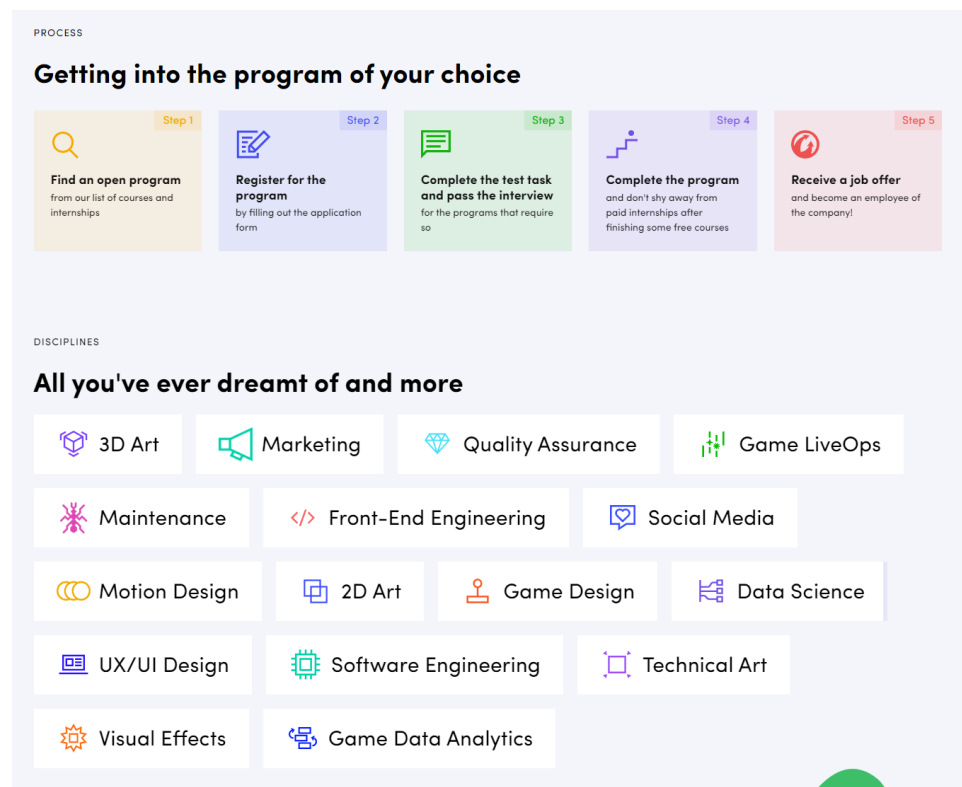 PROCESS
Getting into the program of your choice
Step 1
Find an open program
from our list of courses and
internships
Step 2
Register for the
program
by filling out the application
form
Step 3
Complete the test task
and pass the interview
for the programs that require
so
Step 4
Complete the program
and don't shy away from
paid internships after
finishing some free courses
Step 5
Receive a job offer
and become an employee of
the company!
DISCIPLINES
All you've ever dreamt of and more
3D Art
Marketing
Quality Assurance
Game LiveOps
Maintenance
Front-End Engineering
Social Media
Motion Design
2D Art
Game Design
Data Science
UX/UI Design
Software Engineering
Technical Art
Visual Effects
Game Data Analytics